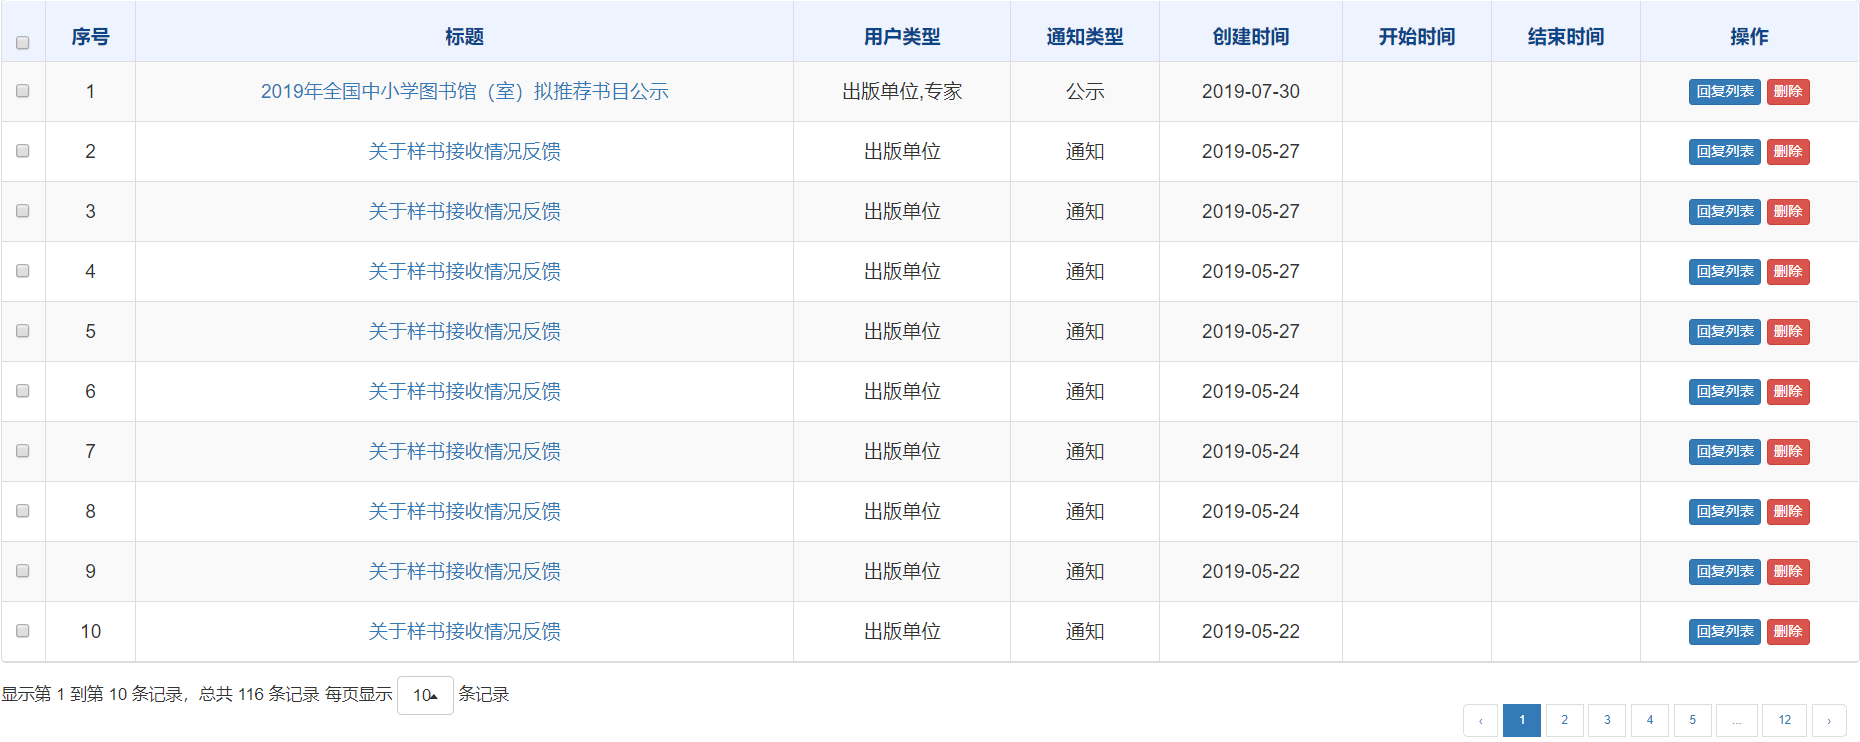 序号 标题 用户类型 通知类型 创建时间 开始时间 结束时间 操作
1 2019年全国中小学图书馆（室）拟推荐书目公示 出版单位,专家 公示 2019-07-30 回复列表 删除
2 关于样书接收情况反馈 出版单位 通知 2019-05-27 回复列表 删除
3 关于样书接收情况反馈 出版单位 通知 2019-05-27 回复列表 删除
4 关于样书接收情况反馈 出版单位 通知 2019-05-27 回复列表 删除
5 关于样书接收情况反馈 出版单位 通知 2019-05-27 回复列表 删除
6 关于样书接收情况反馈 出版单位 通知 2019-05-24 回复列表 删除
7 关于样书接收情况反馈 出版单位 通知 2019-05-24 回复列表 删除
8 关于样书接收情况反馈 出版单位 通知 2019-05-24 回复列表 删除
9 关于样书接收情况反馈 出版单位 通知 2019-05-22 回复列表 删除
10 关于样书接收情况反馈 出版单位 通知 2019-05-22 回复列表 删除
显示第 1 到第 10 条记录，总共 116 条记录 每页显示 10 条记录
‹ 1 2 3 4 5 ... 12 ›